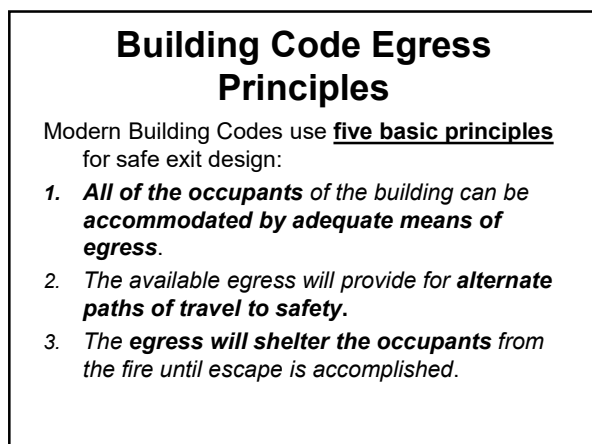 Building Code Egress
Principles
Modern Building Codes use five basic principles
for safe exit design:
1. All of the occupants of the building can be
accommodated by adequate means of
egress.
2. The available egress will provide for alternate
paths of travel to safety.
3. The egress will shelter the occupants from
the fire until escape is accomplished.